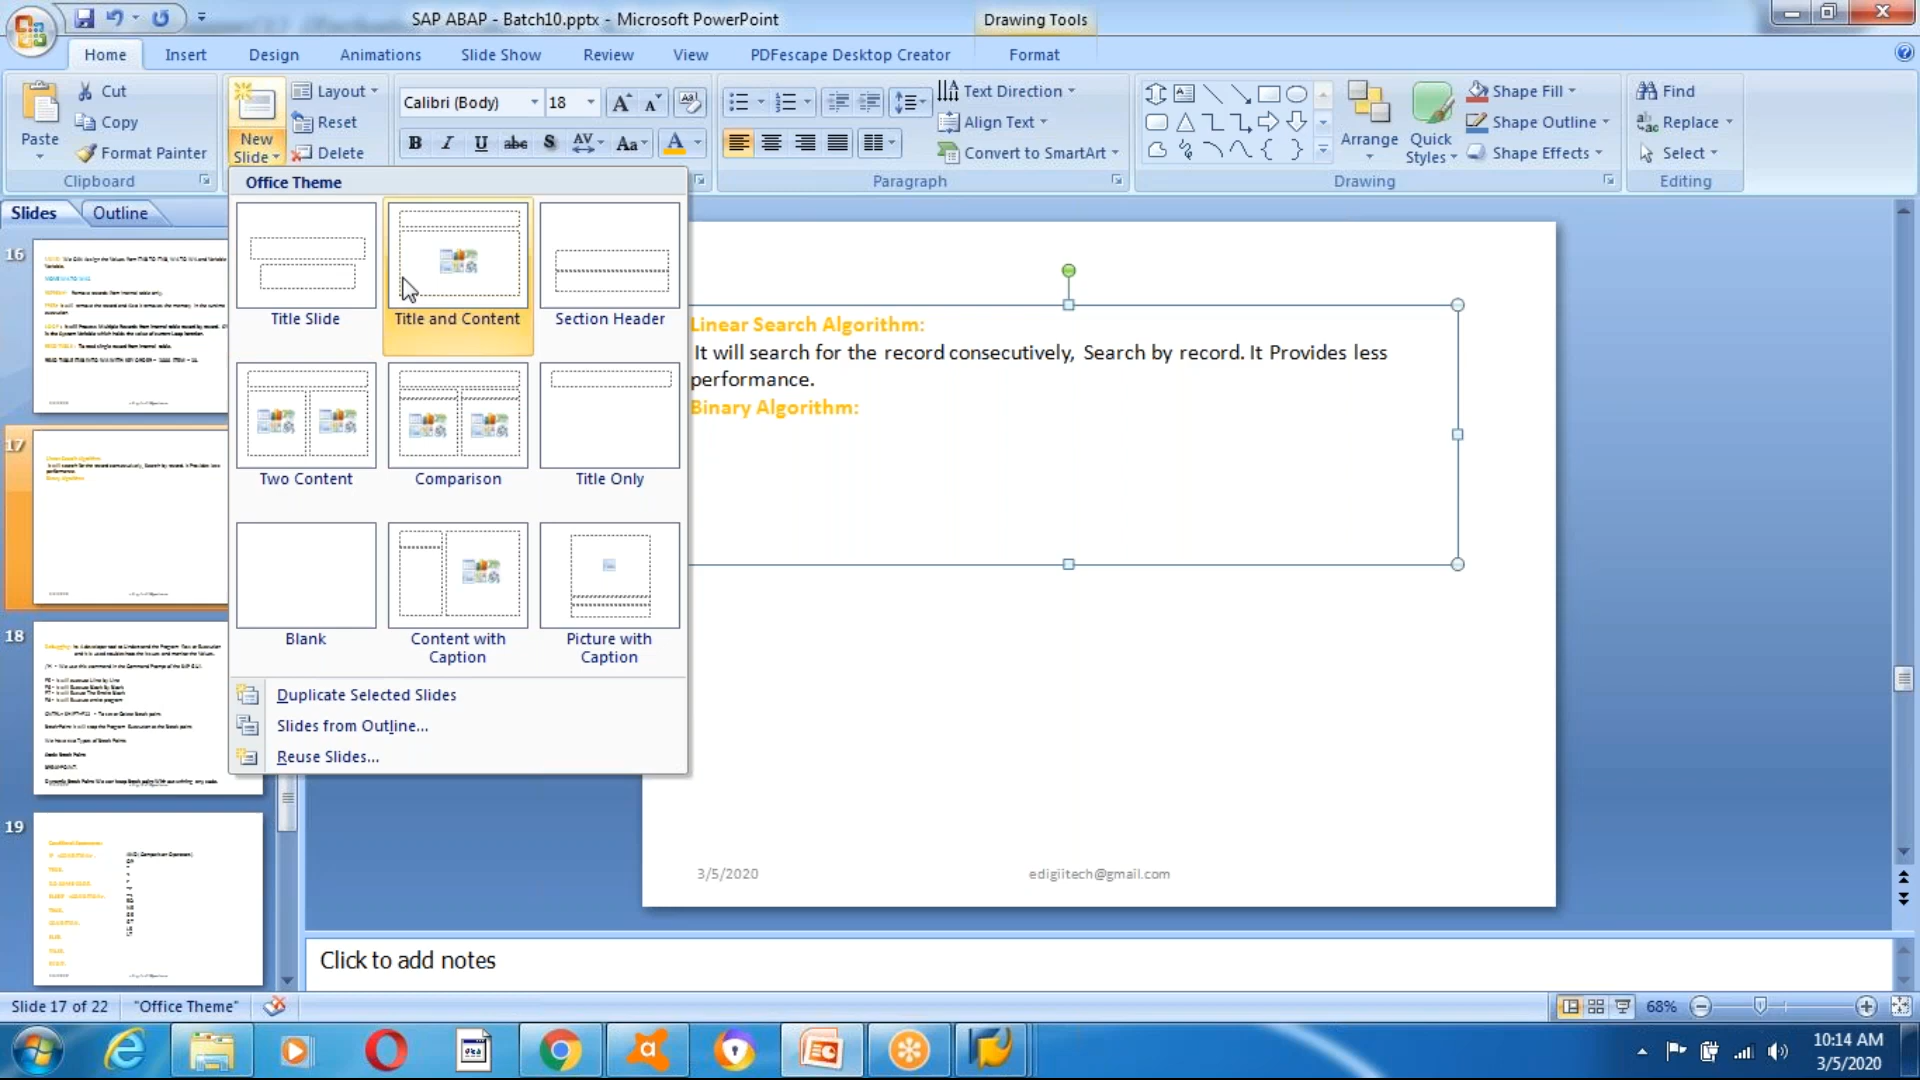 SAP ABAP - Batch10.pptx - Microsoft PowerPoint
Drawing Tools
Home Insert Design Animations Slide Show Review View PDFescape Desktop Creator Format
Paste
Cut
Copy
Format Painter
Clipboard
New Slide
Layout
Reset
Delete
Calibri (Body) 18
Paragraph
Text Direction
Align Text
Convert to SmartArt
Arrange
Quick Styles
Shape Fill
Shape Outline
Shape Effects
Drawing
Find
Replace
Select
Editing
Slides Outline
Office Theme
Title Slide
Title and Content
Section Header
Two Content
Comparison
Title Only
Blank
Content with Caption
Picture with Caption
Duplicate Selected Slides
Slides from Outline...
Reuse Slides...
16
17
18
19
Linear Search Algorithm:
It will search for the record consecutively, Search by record. It Provides less
performance.
Binary Algorithm:
3/5/2020
edigiitech@gmail.com
Click to add notes
Slide 17 of 22
"Office Theme"
68%
10:14 AM
3/5/2020